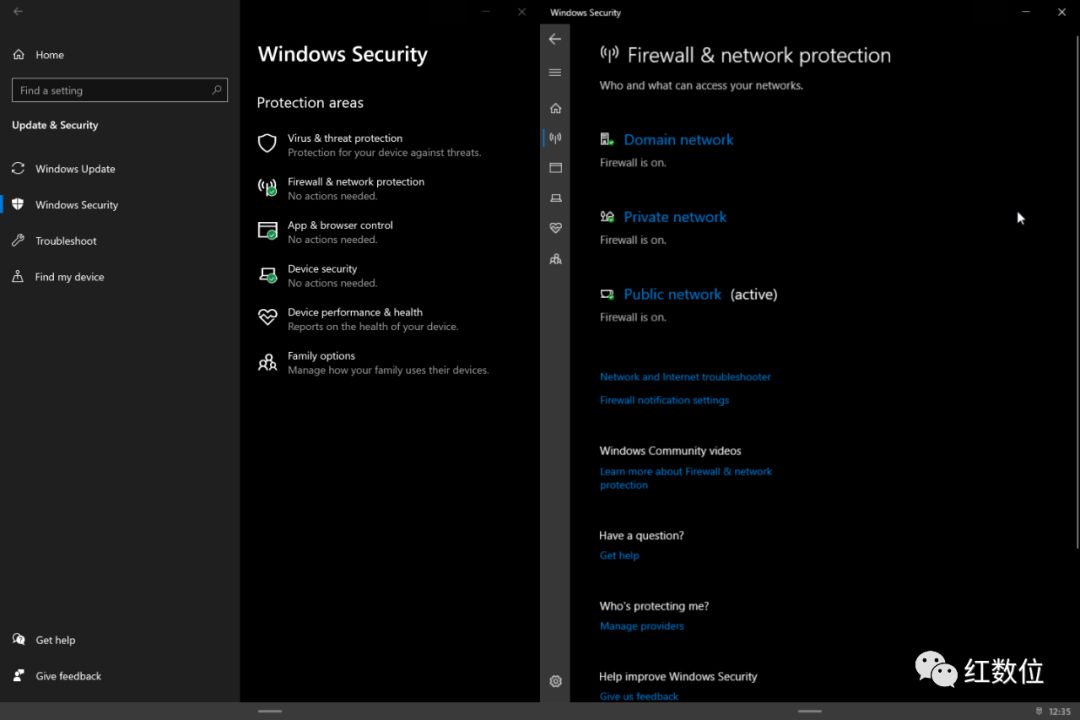 Home
Find a setting
Update & Security
Windows Update
Windows Security
Troubleshoot
Find my device
Get help
Give feedback
Windows Security
Protection areas
Virus & threat protection
Protection for your device against threats.
Firewall & network protection
No actions needed.
App & browser control
No actions needed.
Device security
No actions needed.
Device performance & health
Reports on the health of your device.
Family options
Manage how your family uses their devices.
Windows Security
Firewall & network protection
Who and what can access your networks.
Domain network
Firewall is on.
Private network
Firewall is on.
Public network (active)
Firewall is on.
Network and Internet troubleshooter
Firewall notification settings
Windows Community videos
Learn more about Firewall & network
protection
Have a question?
Get help
Who's protecting me?
Manage providers
Help improve Windows Security
Give us feedback
红数位
12:35